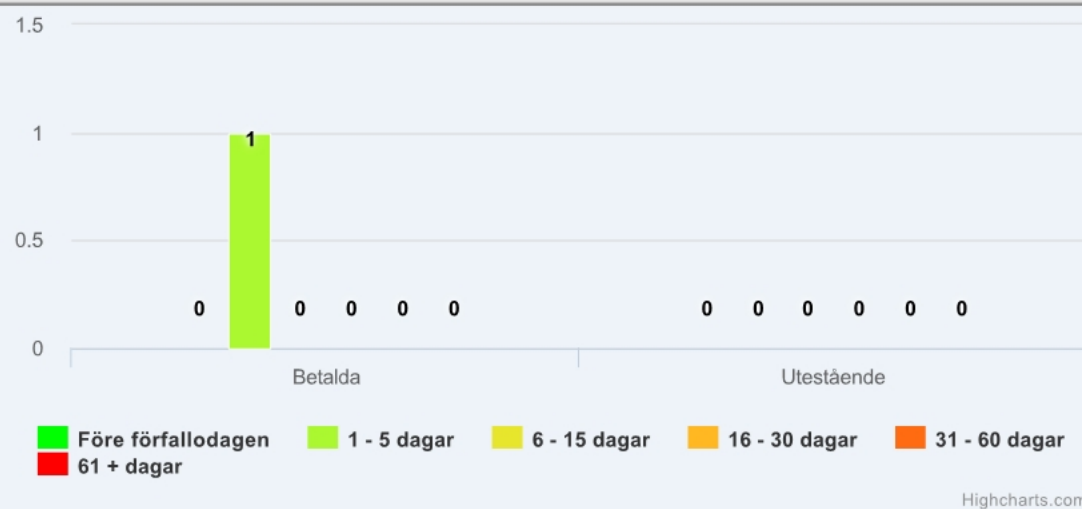 1.5
1
1
0.5
0 0 0 0 0 0 0 0 0 0 0
0
Betalda Utestående
Före förfallodagen 1 - 5 dagar 6 - 15 dagar 16 - 30 dagar 31 - 60 dagar
61 + dagar
Highcharts.com